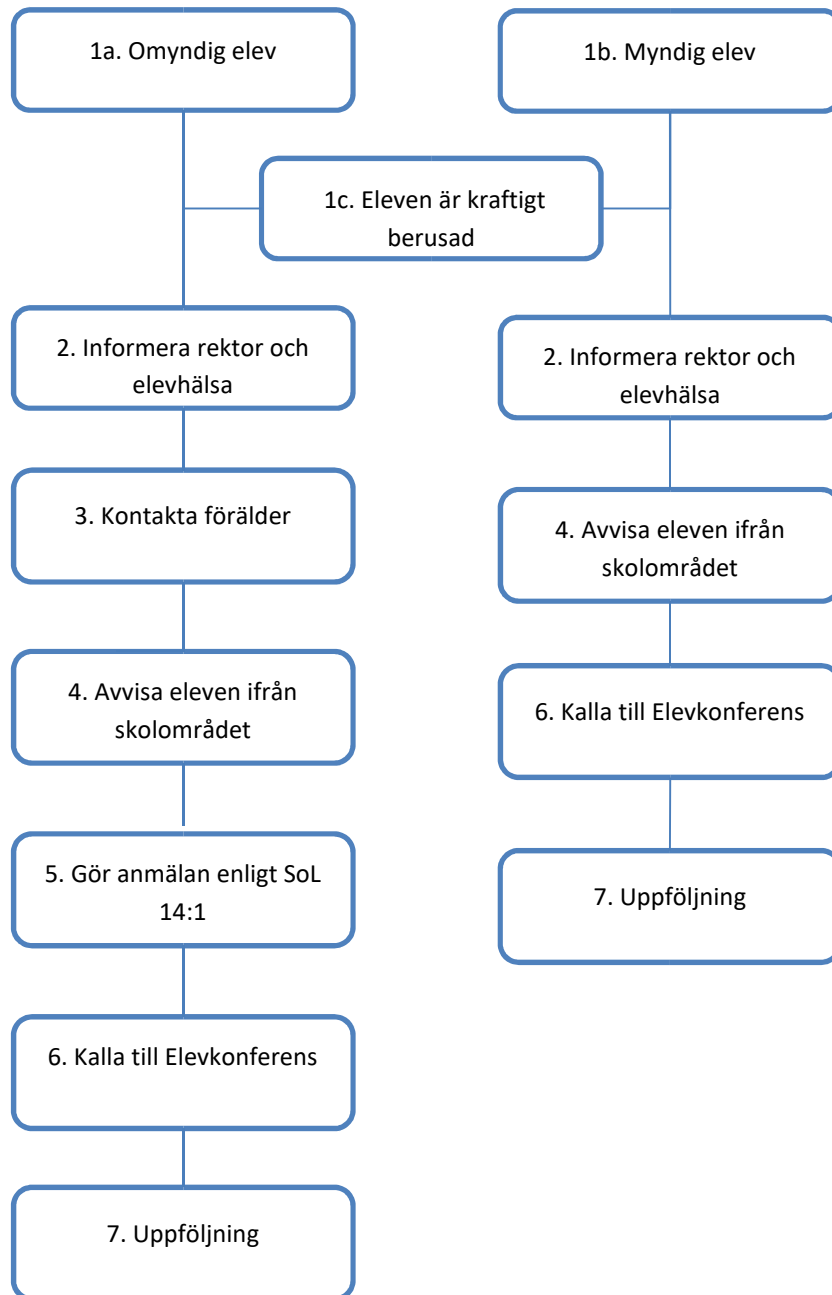 1a. Omyndig elev
1b. Myndig elev
1c. Eleven är kraftigt
berusad
2. Informera rektor och
elevhälsa
3. Kontakta förälder
4. Avvisa eleven ifrån
skolområdet
5. Gör anmälan enligt SoL
14:1
6. Kalla till Elevkonferens
7. Uppföljning
2. Informera rektor och
elevhälsa
4. Avvisa eleven ifrån
skolområdet
6. Kalla till Elevkonferens
7. Uppföljning